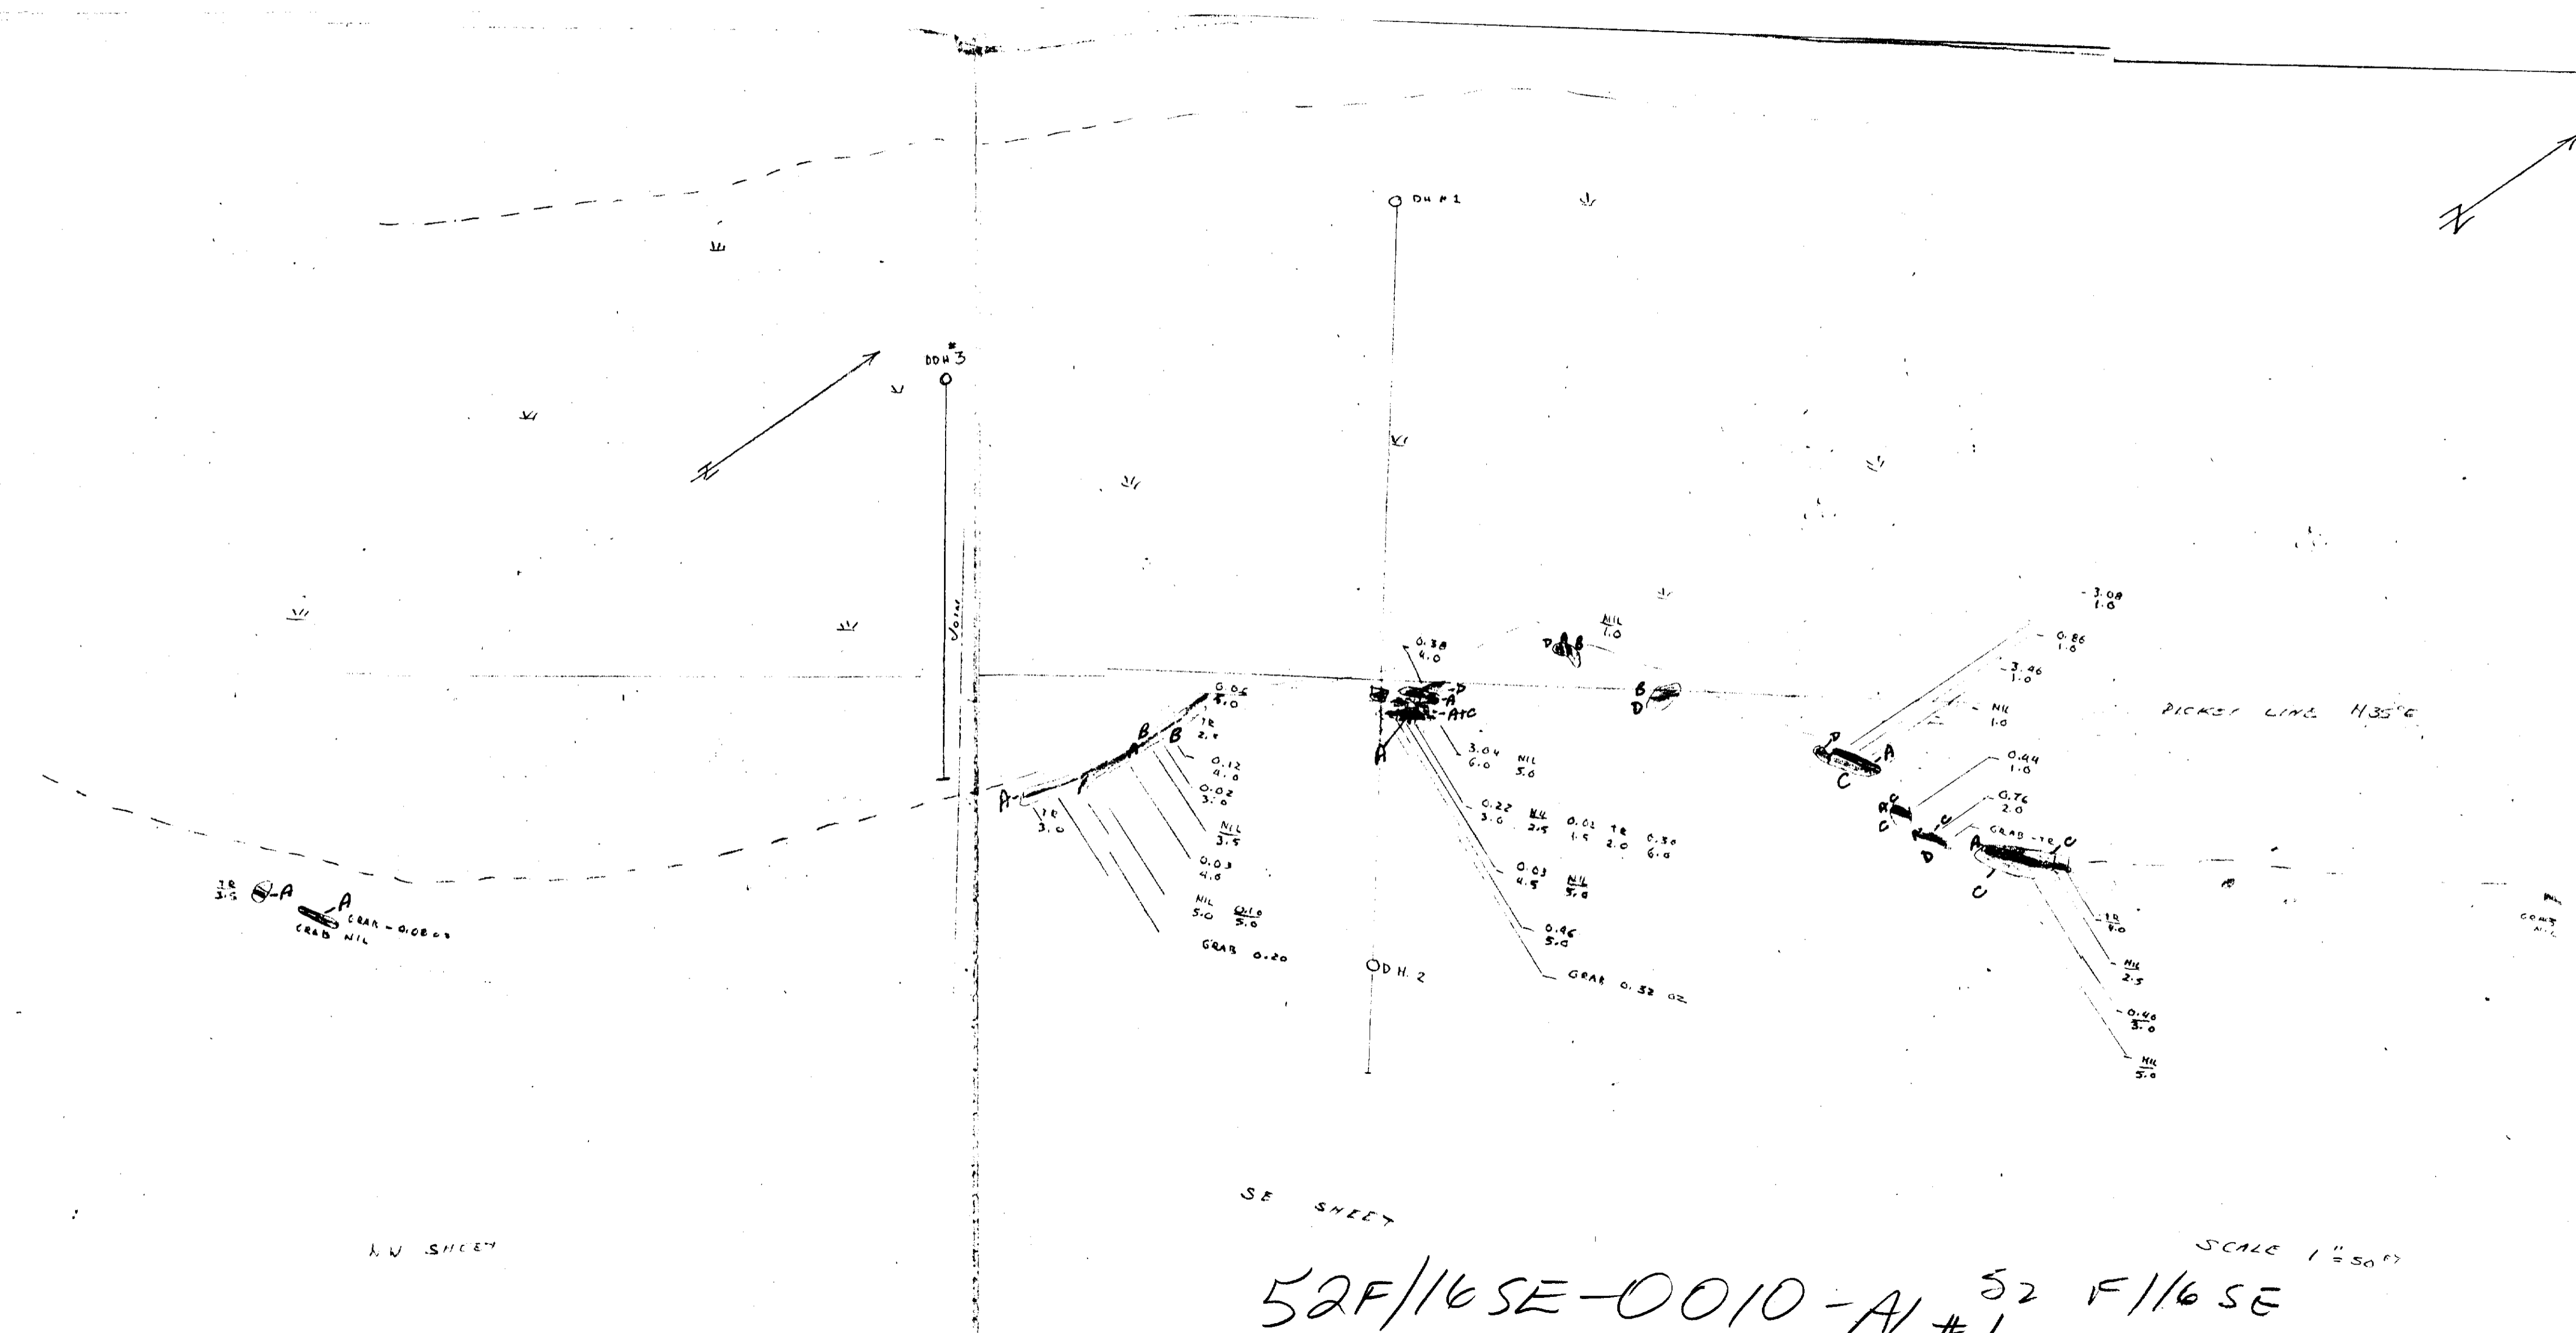 DH #1
DDH #3
JOIN
3.08
1.0
0.86
1.0
3.46
1.0
NIL
1.0
PICKET LINE N35°E
NIL
1.0
D A B
0.38
4.0
D
A
A+C
A
B
D
0.06
TR
B
B
A
0.12
4.0
0.02
3.0
NIL
3.5
0.03
4.0
NIL 0.10
5.0 5.0
GRAB 0.20
A
TR
3.0
3.04 NIL
6.0 5.0
0.22 NIL 0.02 TR 0.30
3.0 2.5 1.5 2.0 6.0
0.03 NIL
4.5 5.0
0.46
5.0
GRAB 0.32 OZ
DH. 2
D
A
C
0.44
1.0
0.76
2.0
GRAB - TR
C
C
D
A
C
C
TR
4.0
NIL
2.5
0.40
3.0
NIL
5.0
TR
3.5
A
A
GRAB - 0.08 OZ
GRAB NIL
SE SHEET
NW SHEET
SCALE 1" = 50 FT
52F/16SE-0010-A1 #1
52 F/16 SE